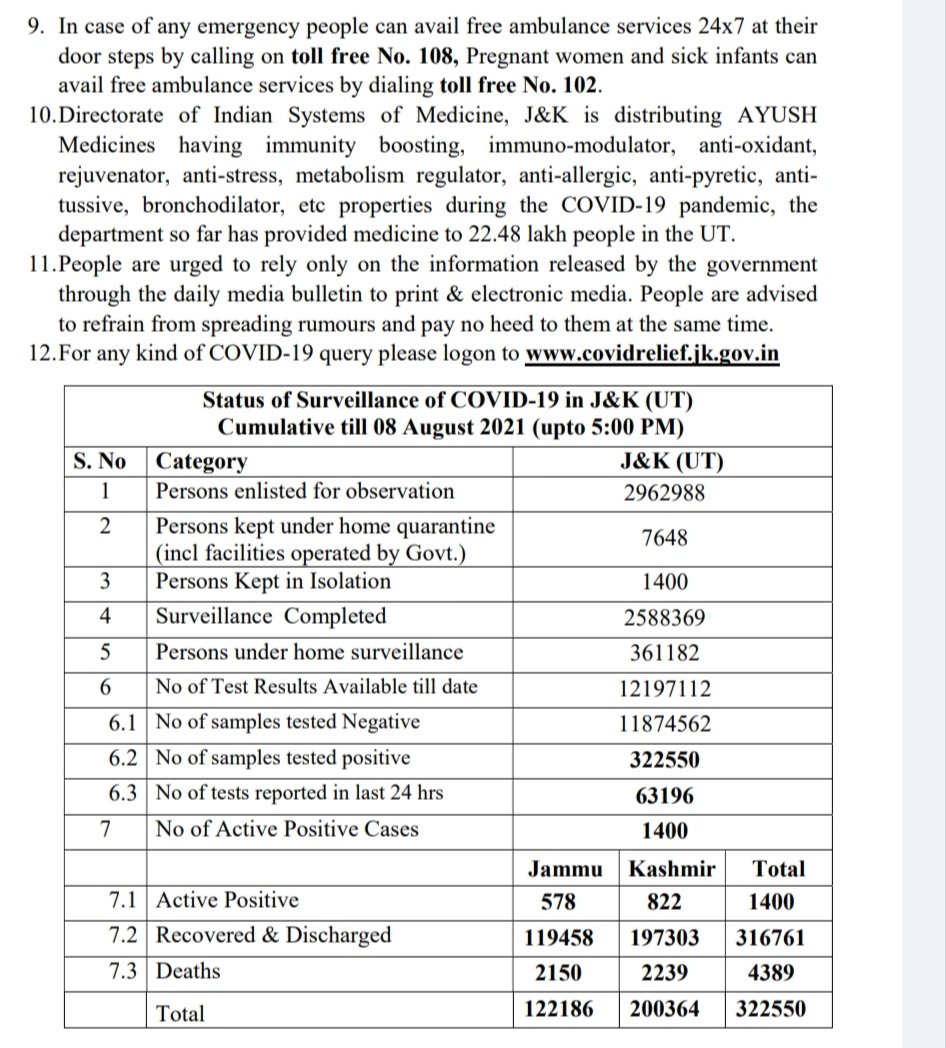 9. In case of any emergency people can avail free ambulance services 24x7 at their
door steps by calling on toll free No. 108, Pregnant women and sick infants can
avail free ambulance services by dialing toll free No. 102.
10.Directorate of Indian Systems of Medicine, J&K is distributing AYUSH
Medicines having immunity boosting, immuno-modulator, anti-oxidant,
rejuvenator, anti-stress, metabolism regulator, anti-allergic, anti-pyretic, anti-
tussive, bronchodilator, etc properties during the COVID-19 pandemic, the
department so far has provided medicine to 22.48 lakh people in the UT.
11.People are urged to rely only on the information released by the government
through the daily media bulletin to print & electronic media. People are advised
to refrain from spreading rumours and pay no heed to them at the same time.
12.For any kind of COVID-19 query please logon to www.covidrelief.jk.gov.in
Status of Surveillance of COVID-19 in J&K (UT)
Cumulative till 08 August 2021 (upto 5:00 PM)
S. No Category J&K (UT)
1 Persons enlisted for observation 2962988
2 Persons kept under home quarantine
(incl facilities operated by Govt.) 7648
3 Persons Kept in Isolation 1400
4 Surveillance Completed 2588369
5 Persons under home surveillance 361182
6 No of Test Results Available till date 12197112
6.1 No of samples tested Negative 11874562
6.2 No of samples tested positive 322550
6.3 No of tests reported in last 24 hrs 63196
7 No of Active Positive Cases 1400
Jammu Kashmir Total
7.1 Active Positive 578 822 1400
7.2 Recovered & Discharged 119458 197303 316761
7.3 Deaths 2150 2239 4389
Total 122186 200364 322550